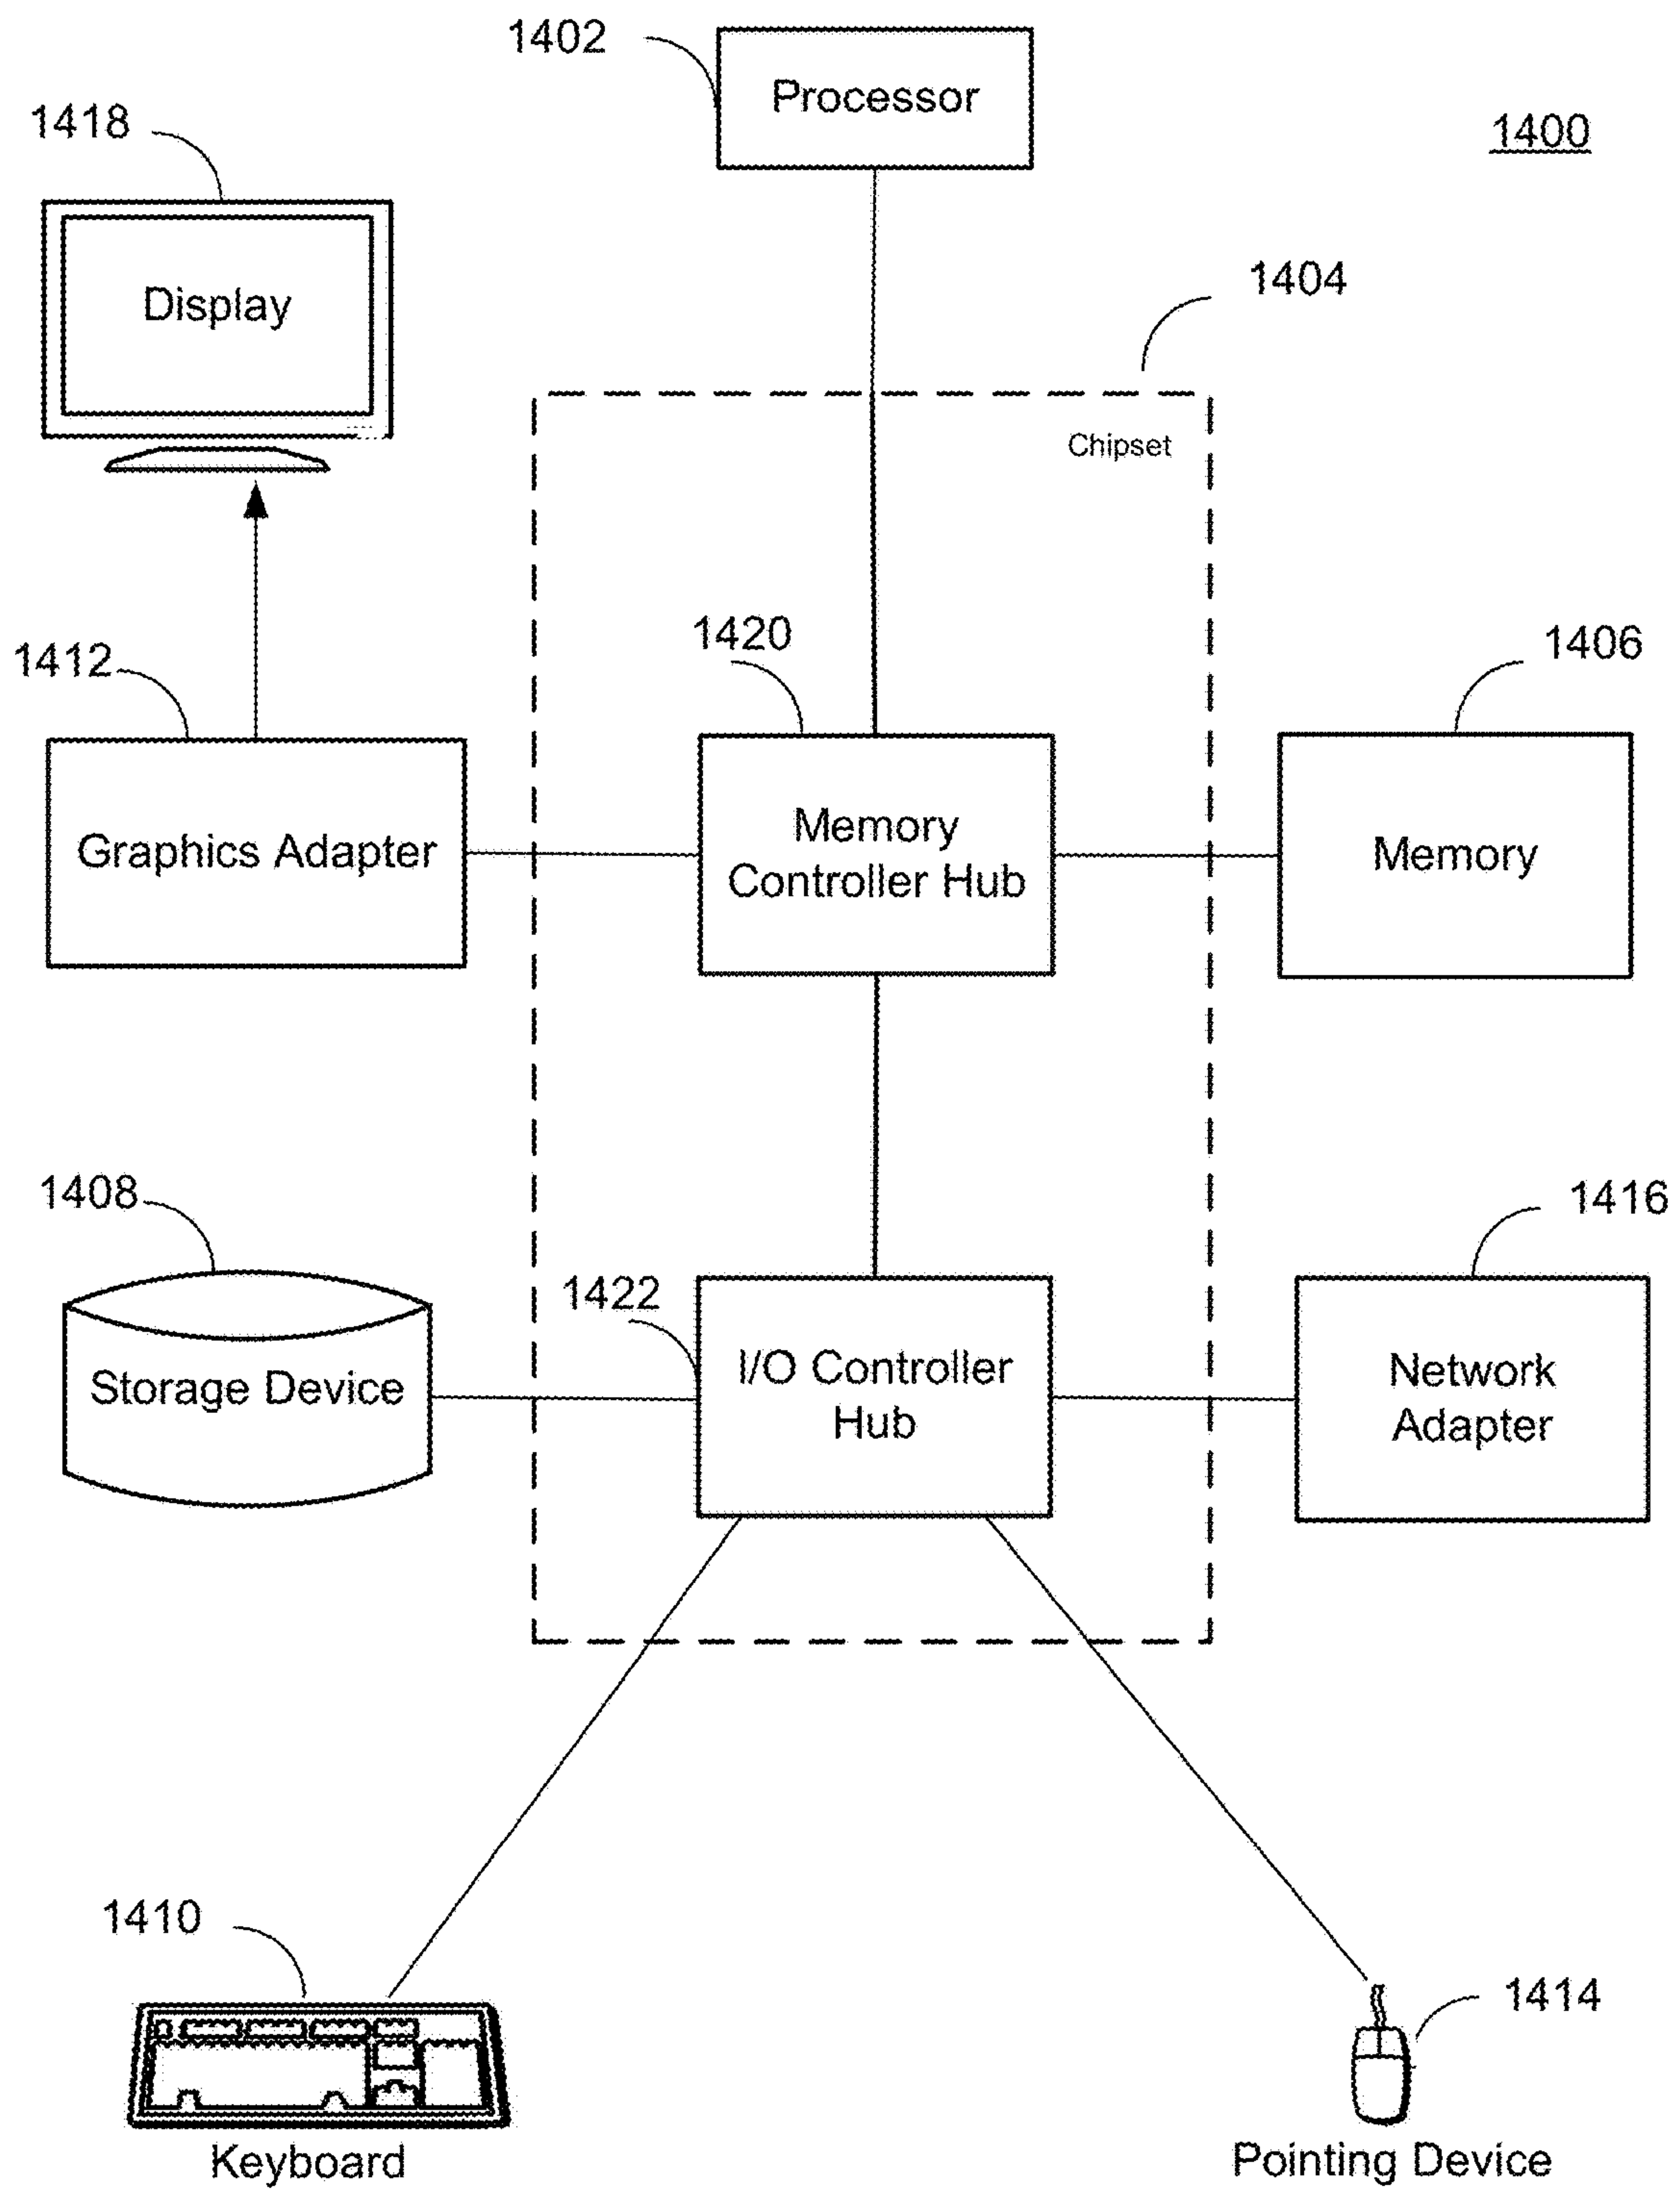 1402
Processor
1400
1418
Display
1404
Chipset
1412
Graphics Adapter
1420
Memory
Controller Hub
1406
Memory
1408
Storage Device
1422
I/O Controller
Hub
1416
Network
Adapter
1410
Keyboard
1414
Pointing Device